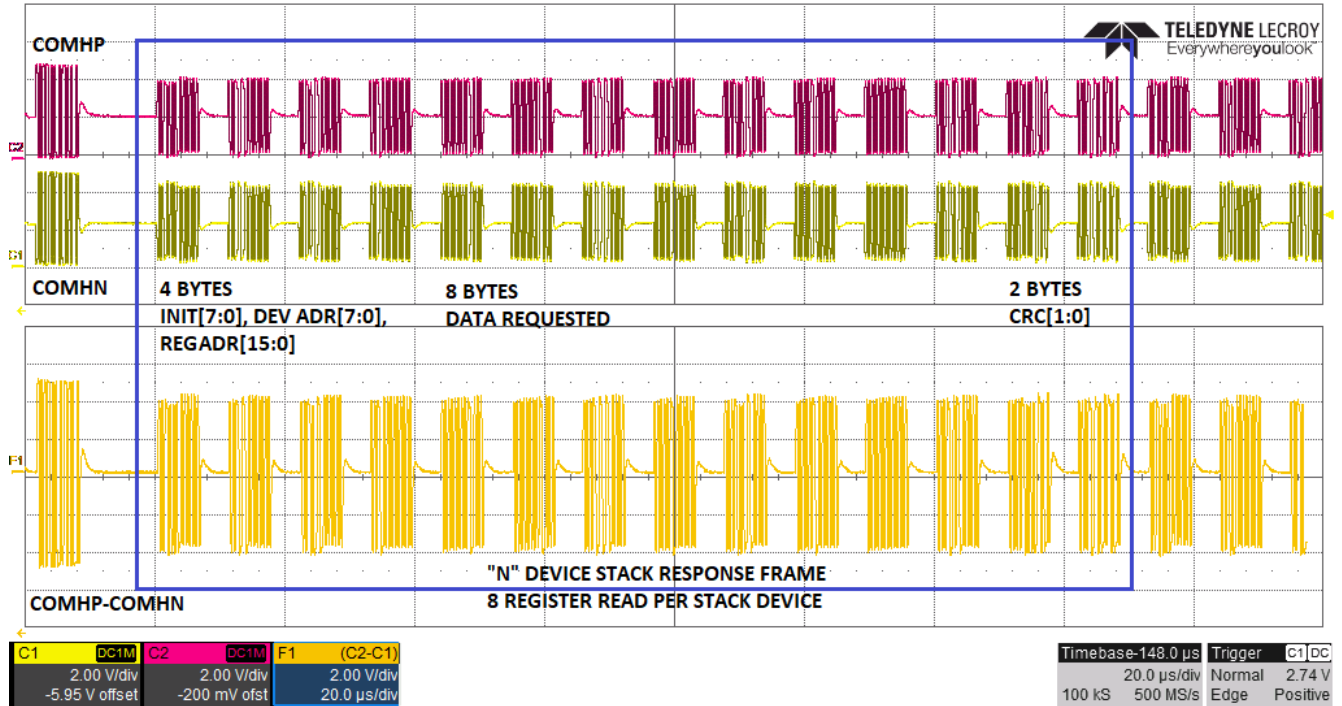 COMHP
TELEDYNE LECROY
Everywhereyoulook
COMHN
4 BYTES
INIT[7:0], DEV ADR[7:0],
REGADR[15:0]
8 BYTES
DATA REQUESTED
2 BYTES
CRC[1:0]
C1
F1
"N" DEVICE STACK RESPONSE FRAME
8 REGISTER READ PER STACK DEVICE
COMHP-COMHN
C1 DC1M
2.00 V/div
-5.95 V offset
C2 DC1M
2.00 V/div
-200 mV ofst
F1 (C2-C1)
2.00 V/div
20.0 µs/div
Timebase -148.0 µs
20.0 µs/div
100 kS 500 MS/s
Trigger C1 DC
Normal 2.74 V
Edge Positive